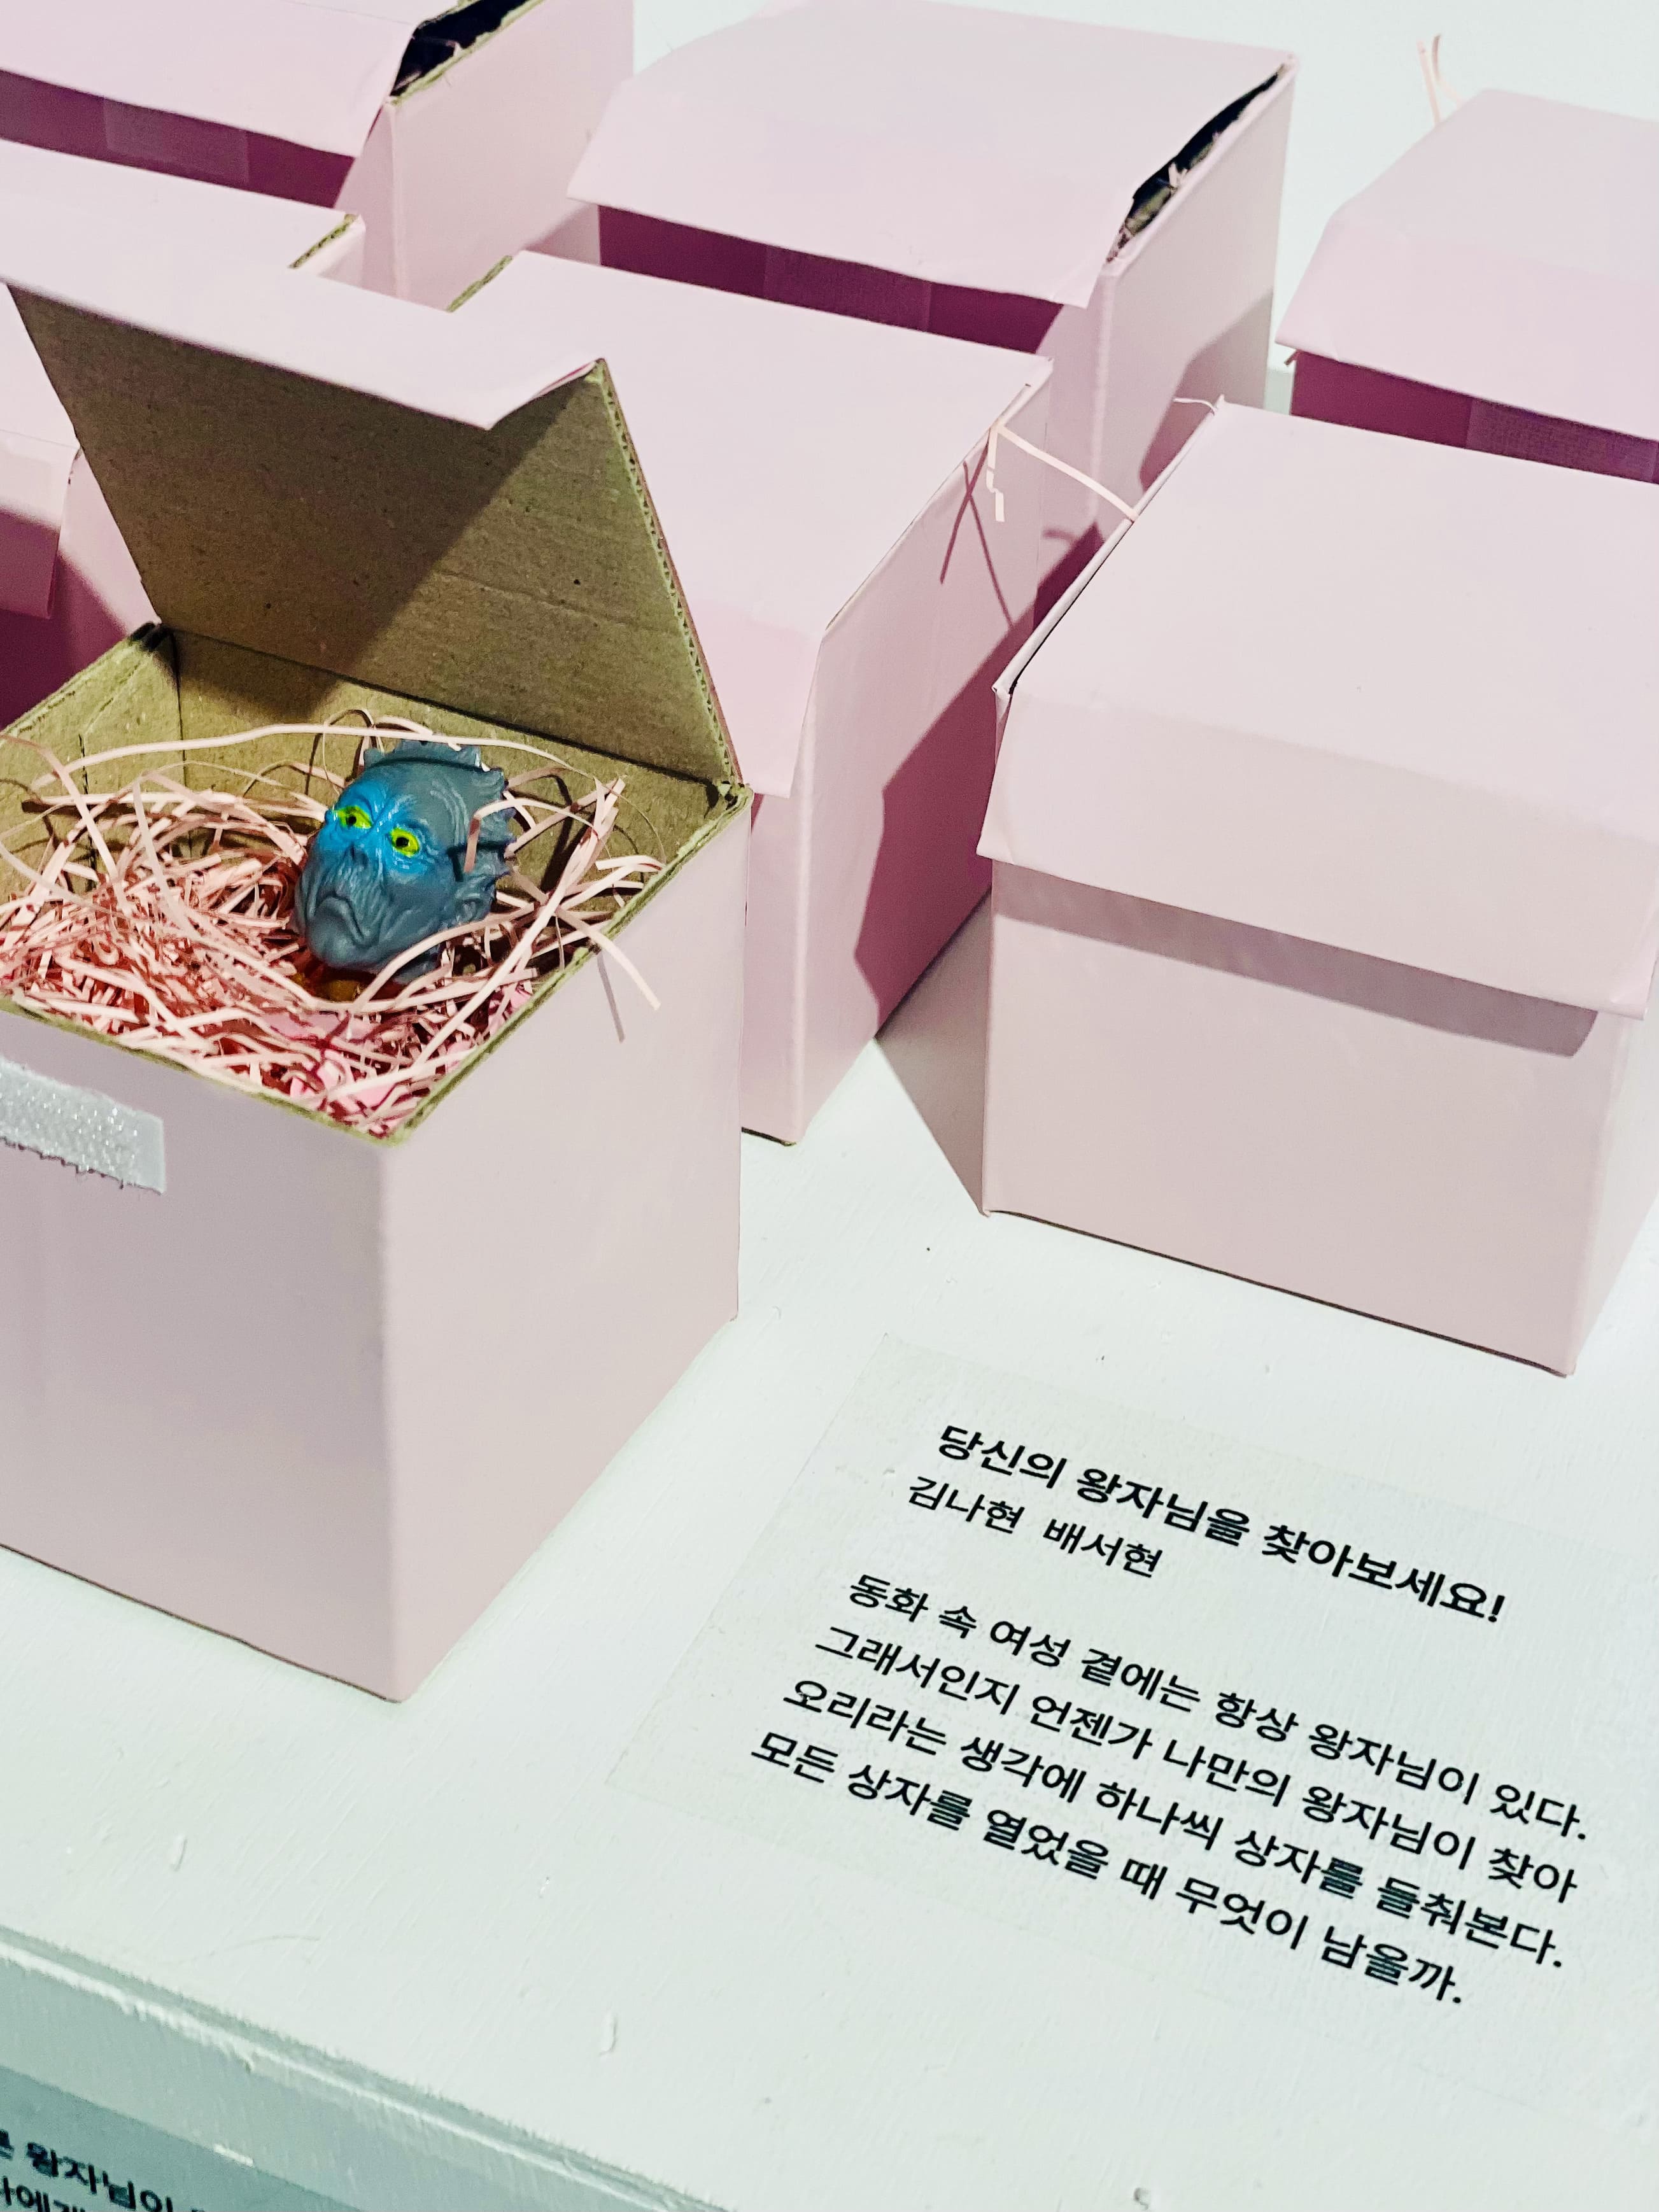 당신의 왕자님을 찾아보세요!
김나현 배서현
동화 속 여성 곁에는 항상 왕자님이 있다.
그래서인지 언젠가 나만의 왕자님이 찾아
오리라는 생각에 하나씩 상자를 들춰본다.
모든 상자를 열었을 때 무엇이 남을까.
왕자님이